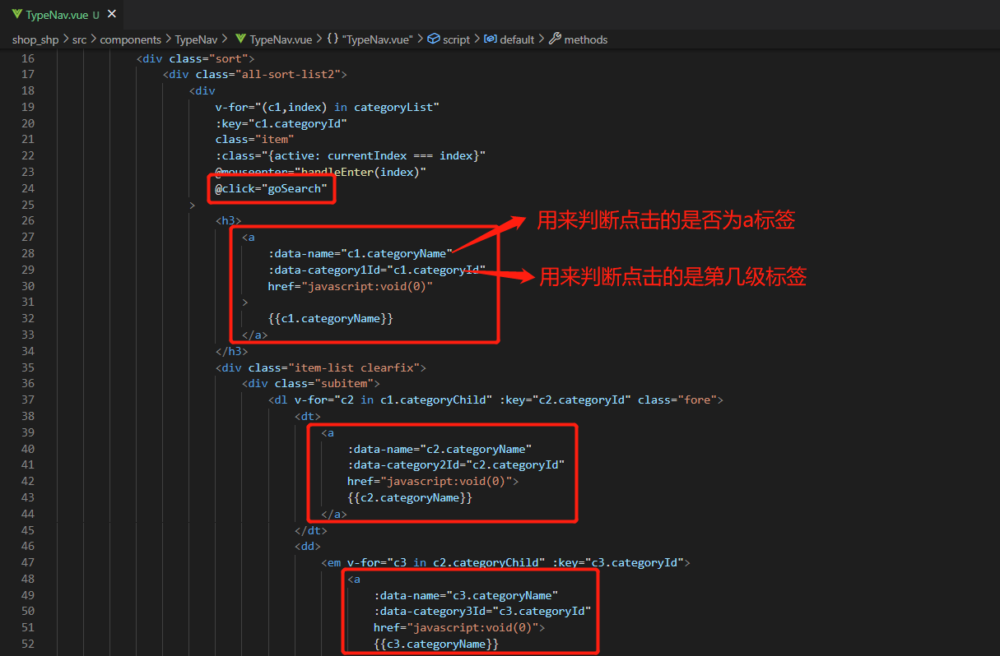 TypeNav.vue U ×
shop_shp > src > components > TypeNav > TypeNav.vue > {} "TypeNav.vue" > script > default > methods
16 <div class="sort">
17 <div class="all-sort-list2">
18 <div
19 v-for="(c1,index) in categoryList"
20 :key="c1.categoryId"
21 class="item"
22 :class="{active: currentIndex === index}"
23 @mouseenter="handleEnter(index)"
24 @click="goSearch"
25 >
26 <h3>
用来判断点击的是否为a标签
27 <a
28 :data-name="c1.categoryName"
29 :data-category1Id="c1.categoryId"
用来判断点击的是第几级标签
30 href="javascript:void(0)"
31 >
32 {{c1.categoryName}}
33 </a>
34 </h3>
35 <div class="item-list clearfix">
36 <div class="subitem">
37 <dl v-for="c2 in c1.categoryChild" :key="c2.categoryId" class="fore">
38 <dt>
39 <a
40 :data-name="c2.categoryName"
41 :data-category2Id="c2.categoryId"
42 href="javascript:void(0)">
43 {{c2.categoryName}}
44 </a>
45 </dt>
46 <dd>
47 <em v-for="c3 in c2.categoryChild" :key="c3.categoryId">
48 <a
49 :data-name="c3.categoryName"
50 :data-category3Id="c3.categoryId"
51 href="javascript:void(0)">
52 {{c3.categoryName}}